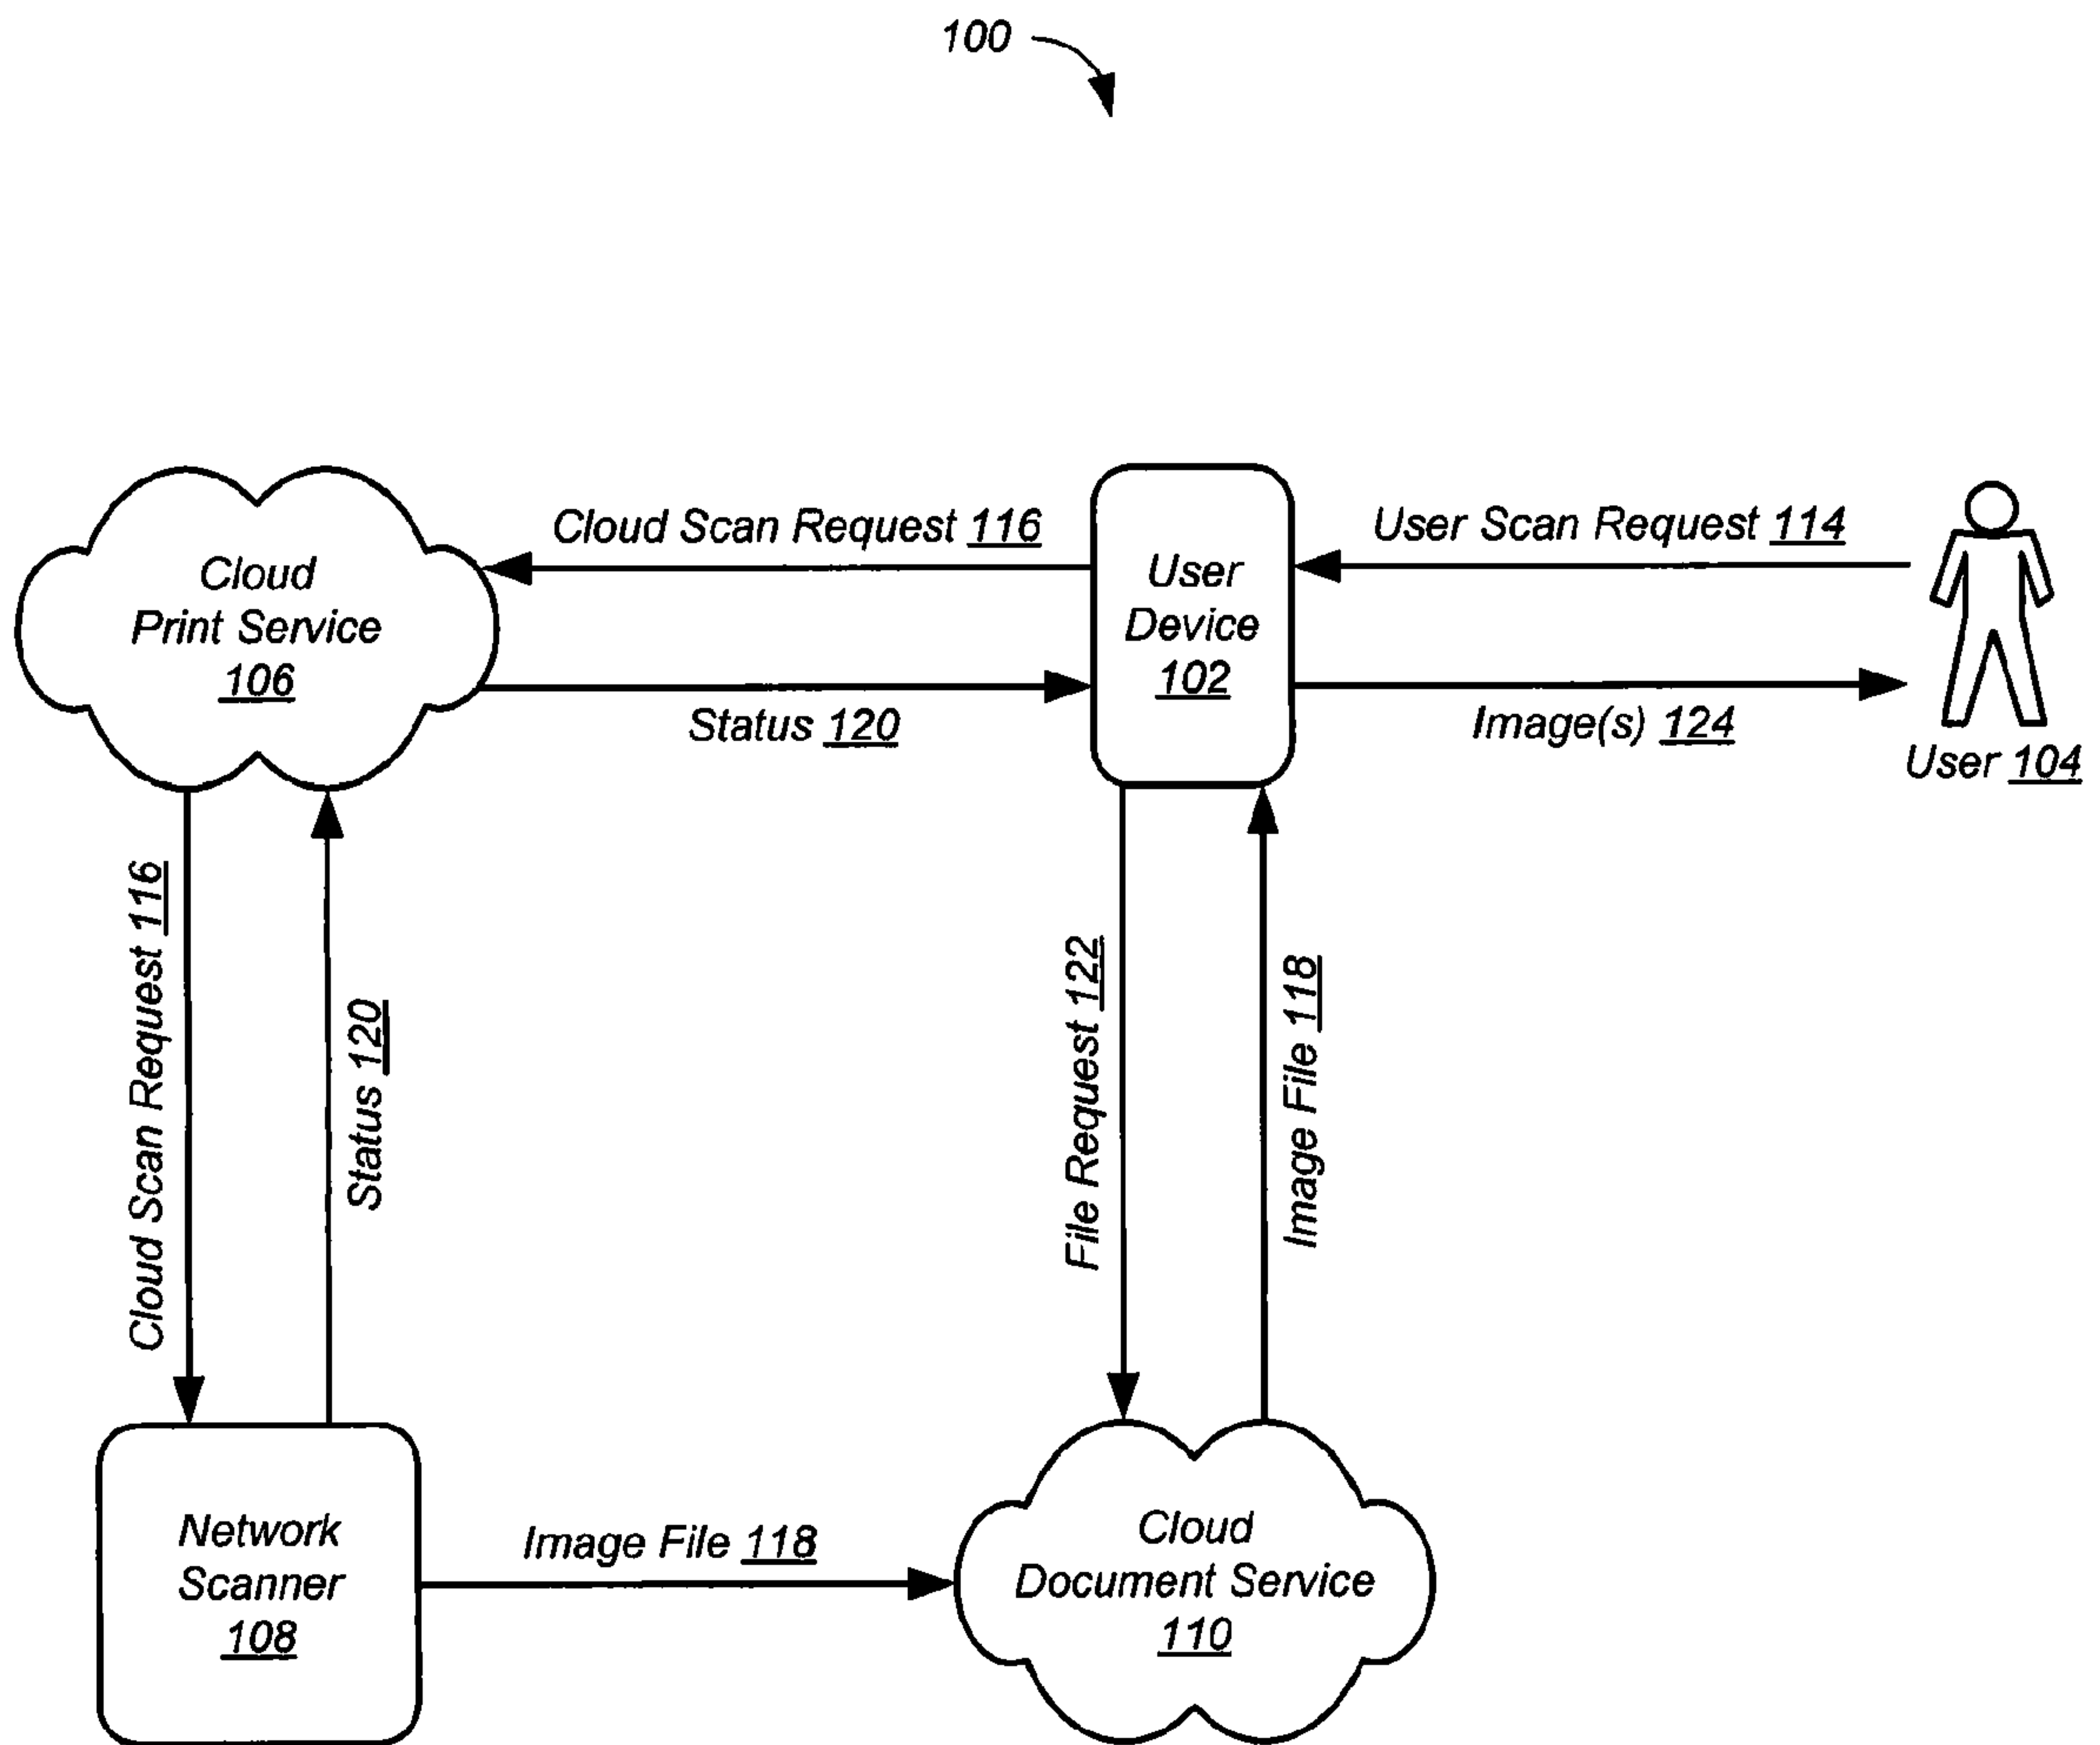 100
Cloud Scan Request 116
User Scan Request 114
Cloud
Print Service
106
User
Device
102
Status 120
Image(s) 124
User 104
Cloud Scan Request 116
Status 120
File Request 122
Image File 118
Network
Scanner
108
Image File 118
Cloud
Document Service
110